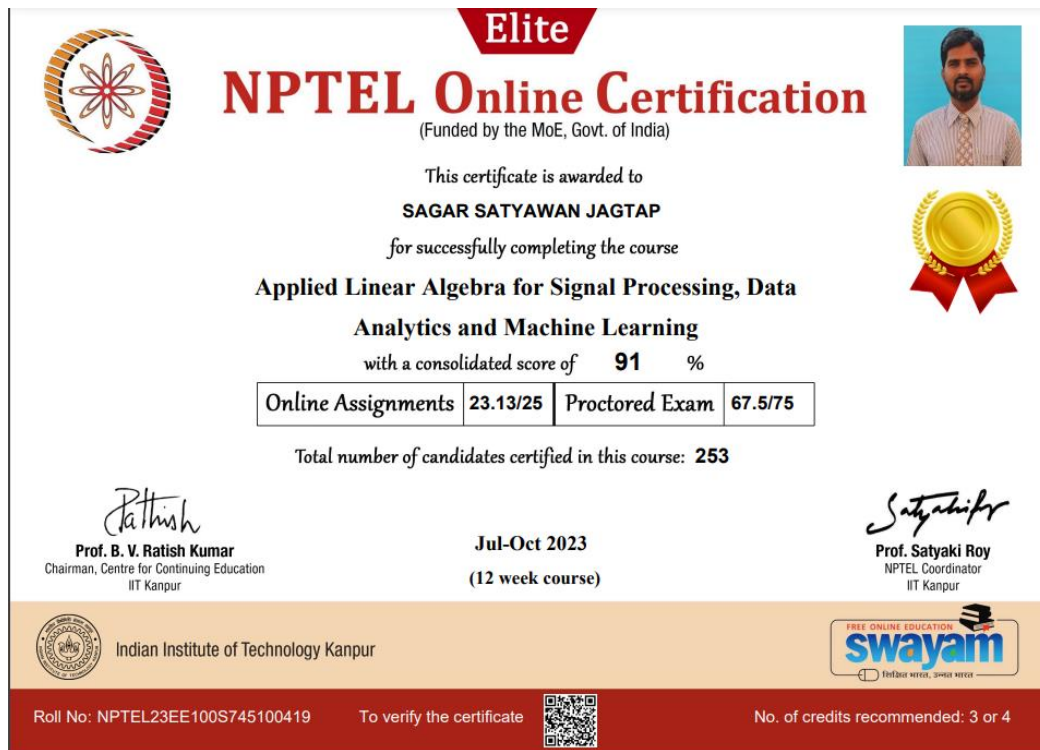 Elite
NPTEL Online Certification
(Funded by the MoE, Govt. of India)
This certificate is awarded to
SAGAR SATYAWAN JAGTAP
for successfully completing the course
Applied Linear Algebra for Signal Processing, Data
Analytics and Machine Learning
with a consolidated score of 91 %
Online Assignments 23.13/25 Proctored Exam 67.5/75
Total number of candidates certified in this course: 253
Prof. B. V. Ratish Kumar
Chairman, Centre for Continuing Education
IIT Kanpur
Jul-Oct 2023
(12 week course)
Prof. Satyaki Roy
NPTEL Coordinator
IIT Kanpur
Indian Institute of Technology Kanpur
FREE ONLINE EDUCATION
swayam
शिक्षित भारत, उन्नत भारत
Roll No: NPTEL23EE100S745100419
To verify the certificate
No. of credits recommended: 3 or 4